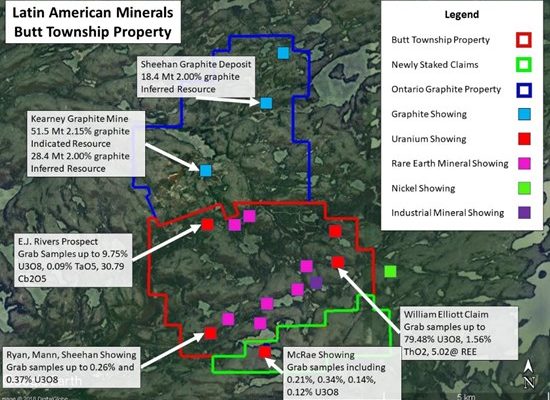 Latin American Minerals
Butt Township Property
Sheehan Graphite Deposit
18.4 Mt 2.00% graphite
Inferred Resource
Kearney Graphite Mine
51.5 Mt 2.15% graphite
Indicated Resource
28.4 Mt 2.00% graphite
Inferred Resource
E.J. Rivers Prospect
Grab Samples up to 9.75%
U3O8, 0.09% TaO5, 30.79
Cb2O5
Ryan, Mann, Sheehan Showing
Grab samples up to 0.26% and
0.37% U3O8
McRae Showing
Grab samples including
0.21%, 0.34%, 0.14%,
0.12% U3O8
William Elliott Claim
Grab samples up to
79.48% U3O8, 1.56%
ThO2, 5.02@ REE
Legend
Butt Township Property
Newly Staked Claims
Ontario Graphite Property
Graphite Showing
Uranium Showing
Rare Earth Mineral Showing
Nickel Showing
Industrial Mineral Showing
N
5 km